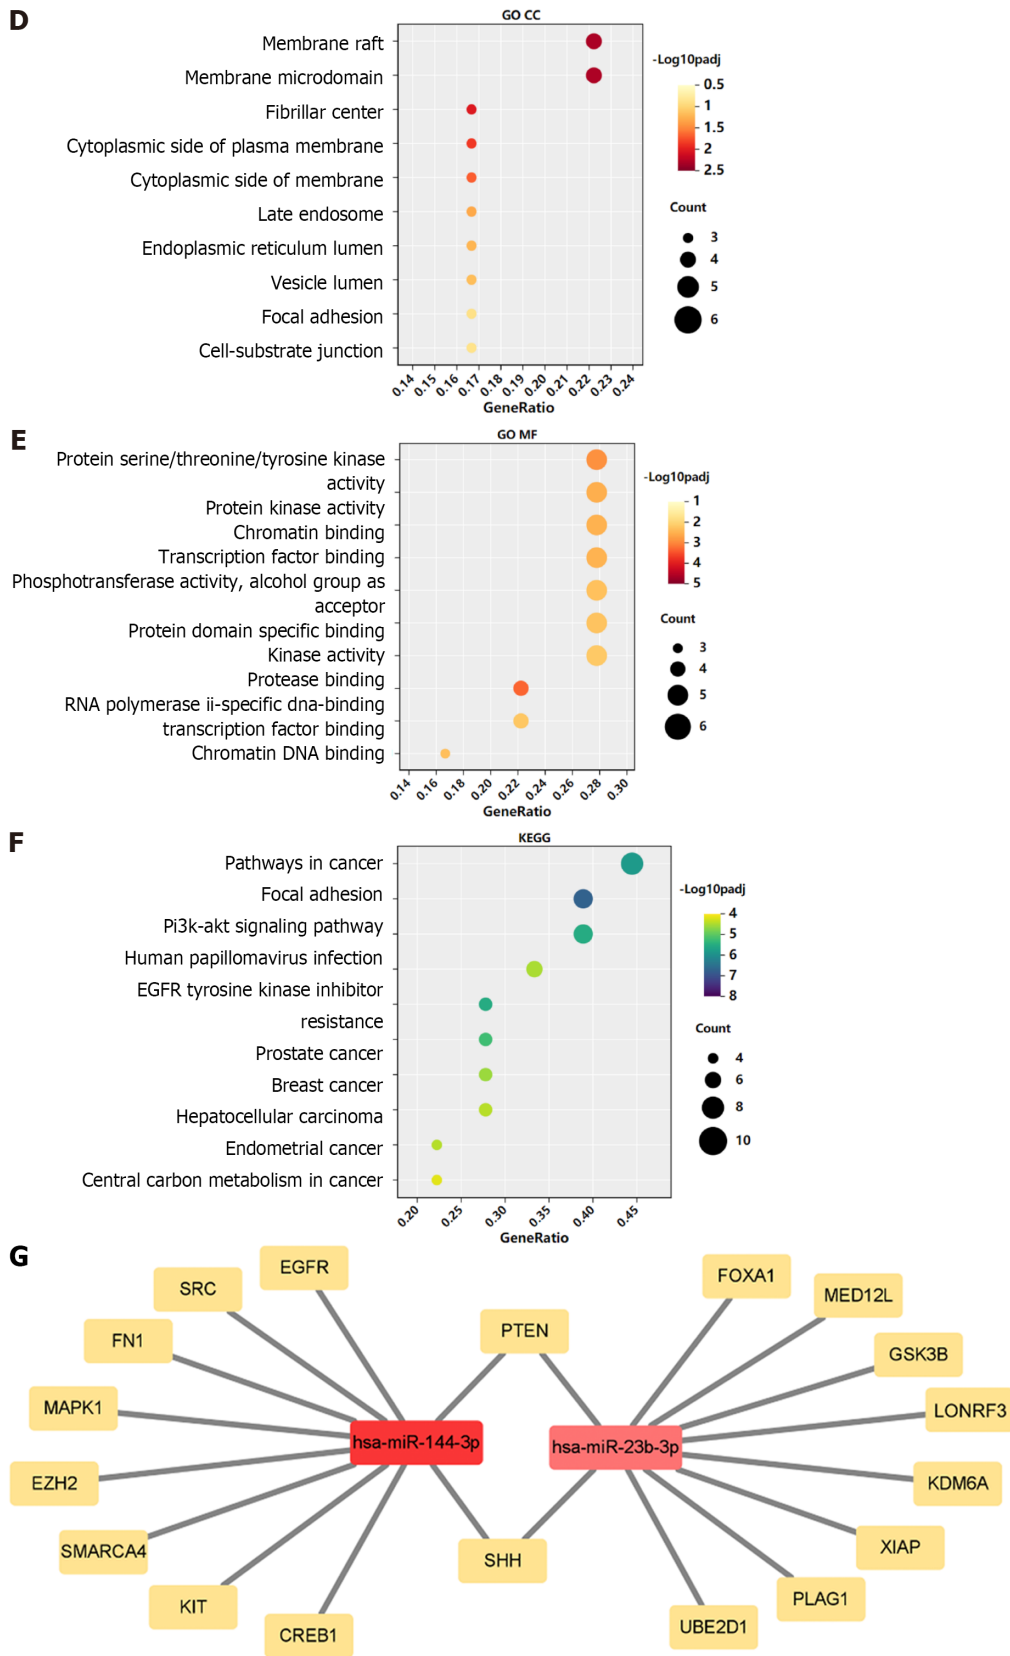 D
GO CC
Membrane raft
Membrane microdomain
Fibrillar center
Cytoplasmic side of plasma membrane
Cytoplasmic side of membrane
Late endosome
Endoplasmic reticulum lumen
Vesicle lumen
Focal adhesion
Cell-substrate junction
0.14 0.15 0.16 0.17 0.18 0.19 0.20 0.21 0.22 0.23 0.24
GeneRatio
-Log10padj
0.5
1
1.5
2
2.5
Count
3
4
5
6
E
GO MF
Protein serine/threonine/tyrosine kinase
activity
Protein kinase activity
Chromatin binding
Transcription factor binding
Phosphotransferase activity, alcohol group as
acceptor
Protein domain specific binding
Kinase activity
Protease binding
RNA polymerase ii-specific dna-binding
transcription factor binding
Chromatin DNA binding
0.14 0.16 0.18 0.20 0.22 0.24 0.26 0.28 0.30
GeneRatio
-Log10padj
1
2
3
4
5
Count
3
4
5
6
F
KEGG
Pathways in cancer
Focal adhesion
Pi3k-akt signaling pathway
Human papillomavirus infection
EGFR tyrosine kinase inhibitor
resistance
Prostate cancer
Breast cancer
Hepatocellular carcinoma
Endometrial cancer
Central carbon metabolism in cancer
0.20 0.25 0.30 0.35 0.40 0.45
GeneRatio
-Log10padj
4
5
6
7
8
Count
4
6
8
10
G
EGFR
SRC
FN1
MAPK1
EZH2
SMARCA4
KIT
CREB1
hsa-miR-144-3p
PTEN
SHH
hsa-miR-23b-3p
FOXA1
MED12L
GSK3B
LONRF3
KDM6A
XIAP
PLAG1
UBE2D1